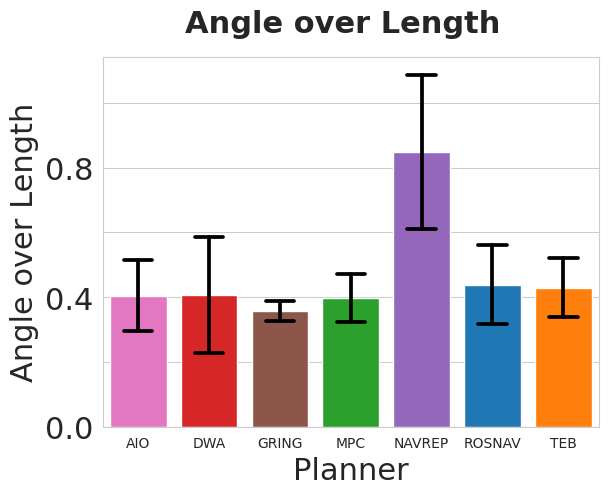 Angle over Length
Angle over Length
0.8
0.4
0.0
AIO DWA GRING MPC NAVREP ROSNAV TEB
Planner